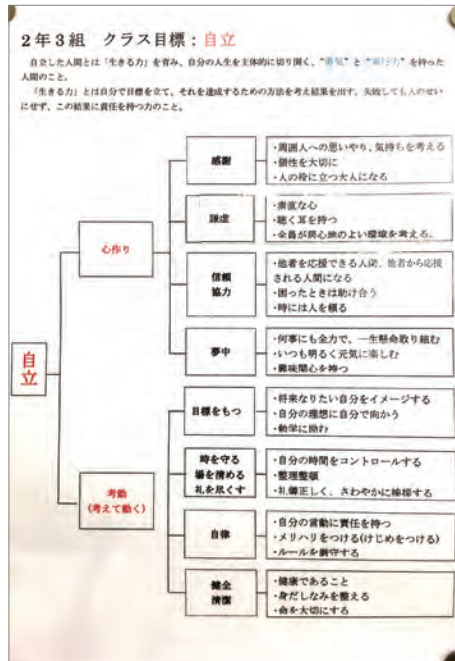 2年3組 クラス目標：自立
自立した人間とは「生きる力」を育み、自分の人生を主体的に切り開く、“勇気”と“実行力”を持った
人間のこと。
「生きる力」とは自分で目標を立て、それを達成するための方法を考え結果を出す。失敗しても人のせい
にせず、この結果に責任を持つ力のこと。
自立
心作り
感謝
・周囲人への思いやり、気持ちを考える
・個性を大切に
・人の役に立つ大人になる
謙虚
・素直な心
・聴く耳を持つ
・全員が居心地のよい環境を考える。
信頼
協力
・他者を応援できる人間、他者から応援
される人間になる
・困ったときは助け合う
・時には人を頼る
夢中
・何事にも全力で、一生懸命取り組む
・いつも明るく元気に楽しむ
・興味関心を持つ
考動
(考えて動く)
目標をもつ
・将来なりたい自分をイメージする
・自分の理想に自分で向かう
・勤学に励む
時を守る
場を清める
礼を尽くす
・自分の時間をコントロールする
・整理整頓
・礼儀正しく、さわやかに挨拶する
自律
・自分の言動に責任を持つ
・メリハリをつける(けじめをつける)
・ルールを厳守する
健全
清潔
・健康であること
・身だしなみを整える
・命を大切にする